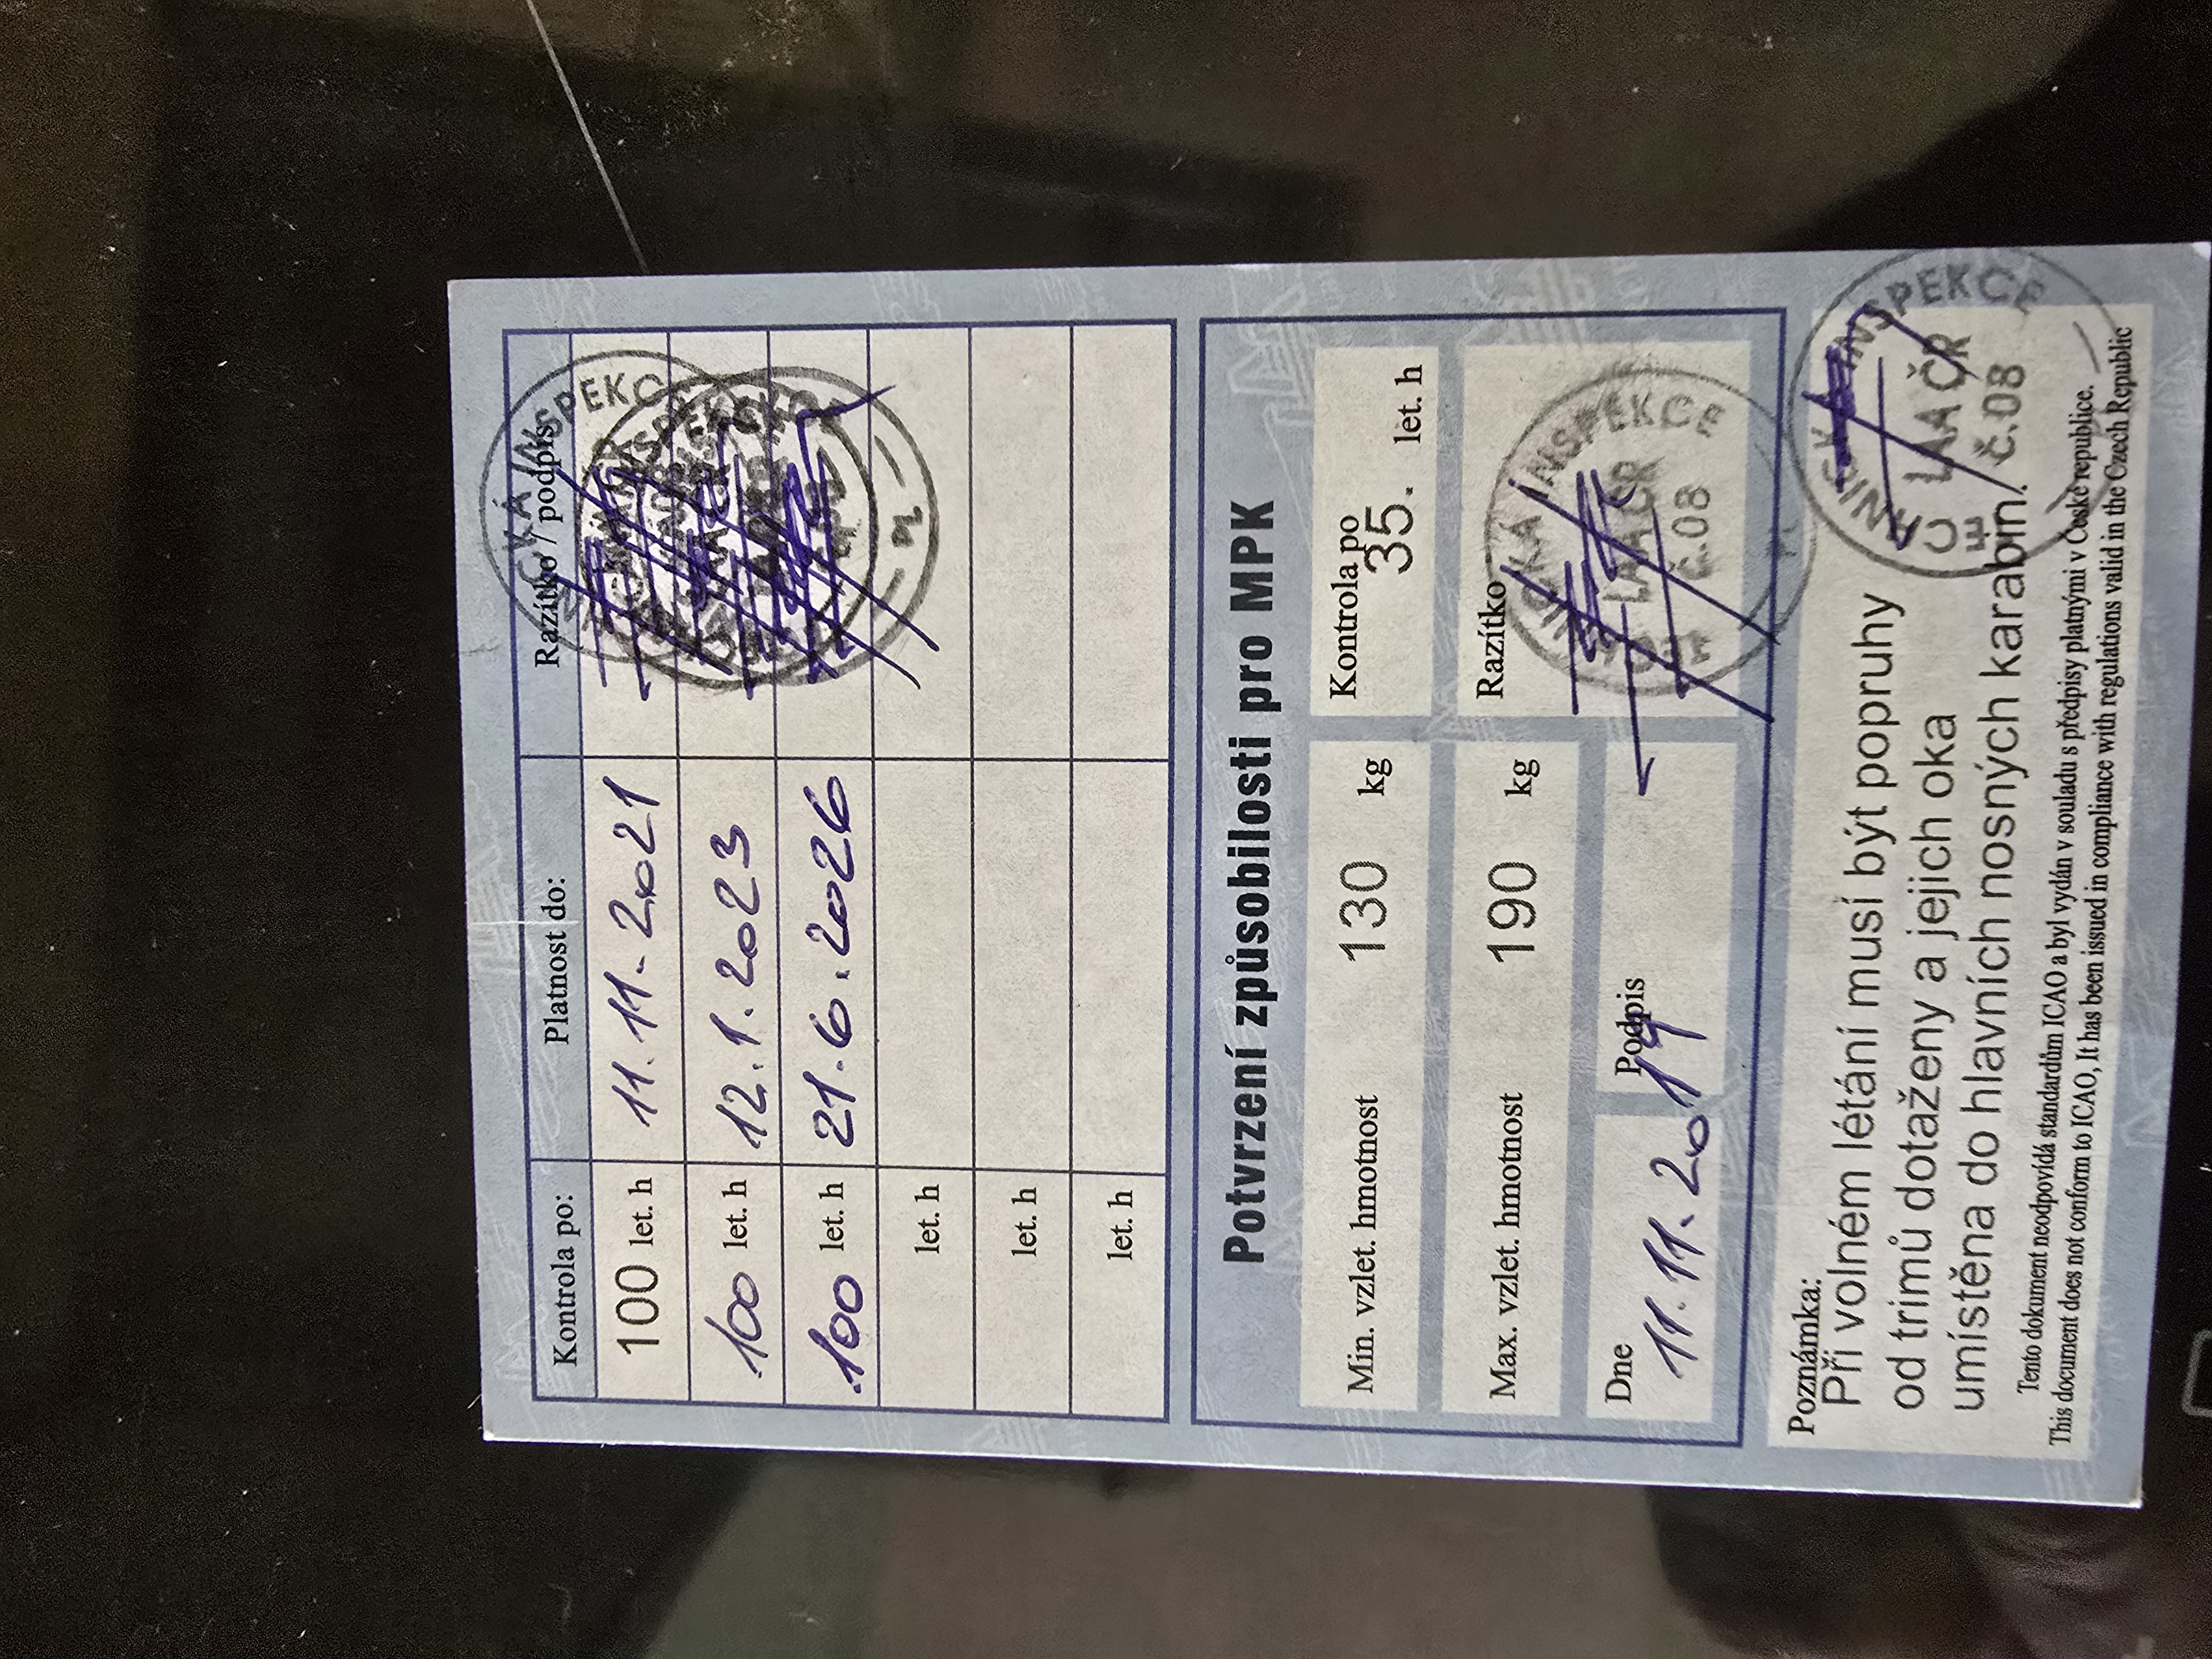 Kontrola po: Platnost do: Razítko / podpis
100 let. h 11.11.2021
100 let. h 12.1.2023
100 let. h 21.6.2026
let. h
let. h
let. h
Potvrzení způsobilosti pro MPK
Min. vzlet. hmotnost 130 kg Kontrola po 35. let. h
Max. vzlet. hmotnost 190 kg Razítko
INSPEKCE
LAA ČR
č.08
Dne 11.11.2019 Podpis
Poznámka:
Při volném létání musí být popruhy
od trimů dotaženy a jejich oka
umístěna do hlavních nosných karabin.
INSPEKCE
LAA ČR
č.08
Tento dokument neodpovídá standardům ICAO a byl vydán v souladu s předpisy platnými v České republice.
This document does not conform to ICAO, It has been issued in compliance with regulations valid in the Czech Republic